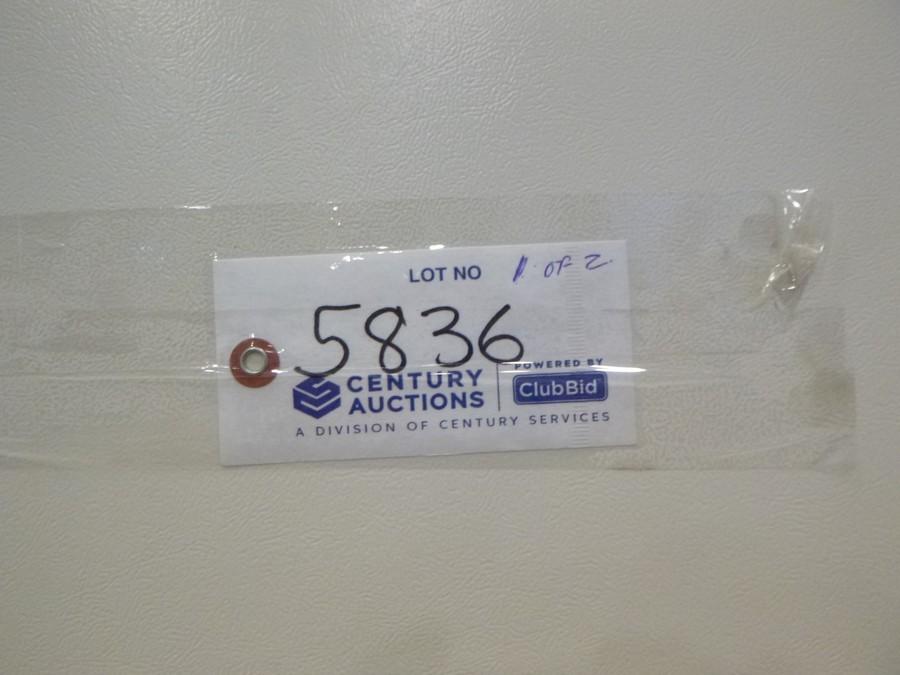 LOT NO 1 OF 2
5836
POWERED BY
CENTURY AUCTIONS
ClubBid
A DIVISION OF CENTURY SERVICES